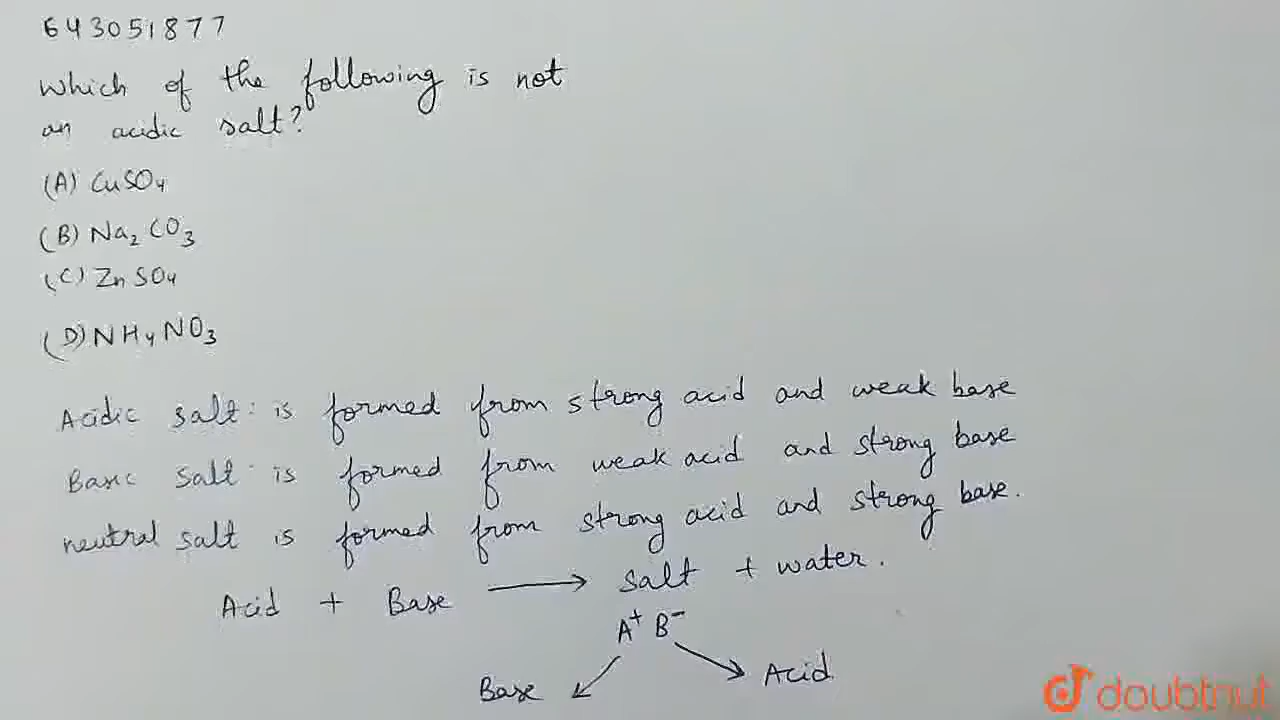 643051877
Which of the following is not
an acidic salt?
(A) CuSO4
(B) Na2CO3
(C) ZnSO4
(D) NH4NO3
Acidic salt: is formed from strong acid and weak base
Basic salt: is formed from weak acid and strong base
neutral salt is formed from strong acid and strong base.
Acid + Base ⟶ salt + water.
A+ B-
Base Acid
doubtnut